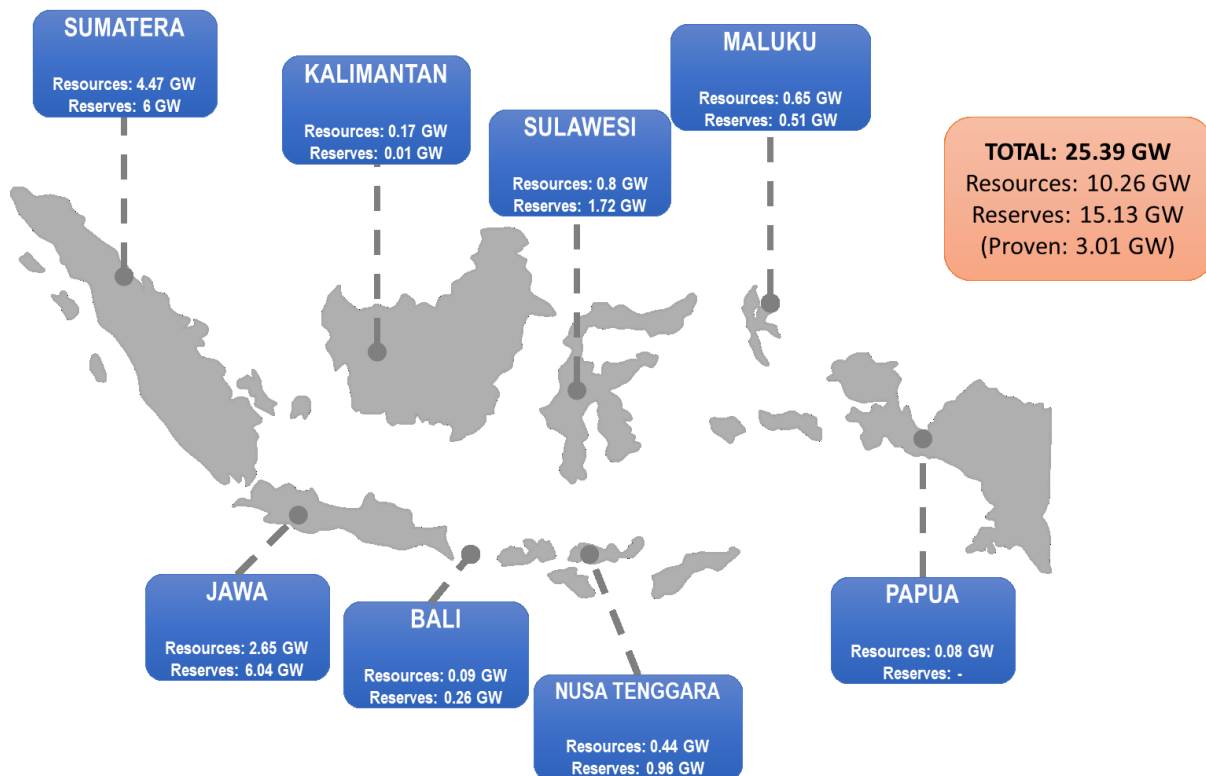 SUMATERA
Resources: 4.47 GW
Reserves: 6 GW
KALIMANTAN
Resources: 0.17 GW
Reserves: 0.01 GW
SULAWESI
Resources: 0.8 GW
Reserves: 1.72 GW
MALUKU
Resources: 0.65 GW
Reserves: 0.51 GW
TOTAL: 25.39 GW
Resources: 10.26 GW
Reserves: 15.13 GW
(Proven: 3.01 GW)
JAWA
Resources: 2.65 GW
Reserves: 6.04 GW
BALI
Resources: 0.09 GW
Reserves: 0.26 GW
NUSA TENGGARA
Resources: 0.44 GW
Reserves: 0.96 GW
PAPUA
Resources: 0.08 GW
Reserves: -